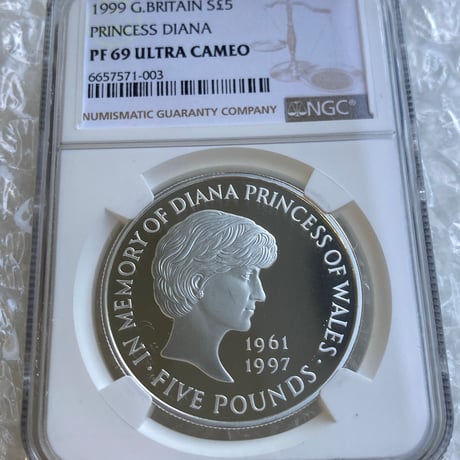 1999 G.BRITAIN S£5
PRINCESS DIANA
PF 69 ULTRA CAMEO
6657571-003
NUMISMATIC GUARANTY COMPANY
NGC®
IN MEMORY OF DIANA PRINCESS OF WALES
1961
1997
· FIVE POUNDS ·